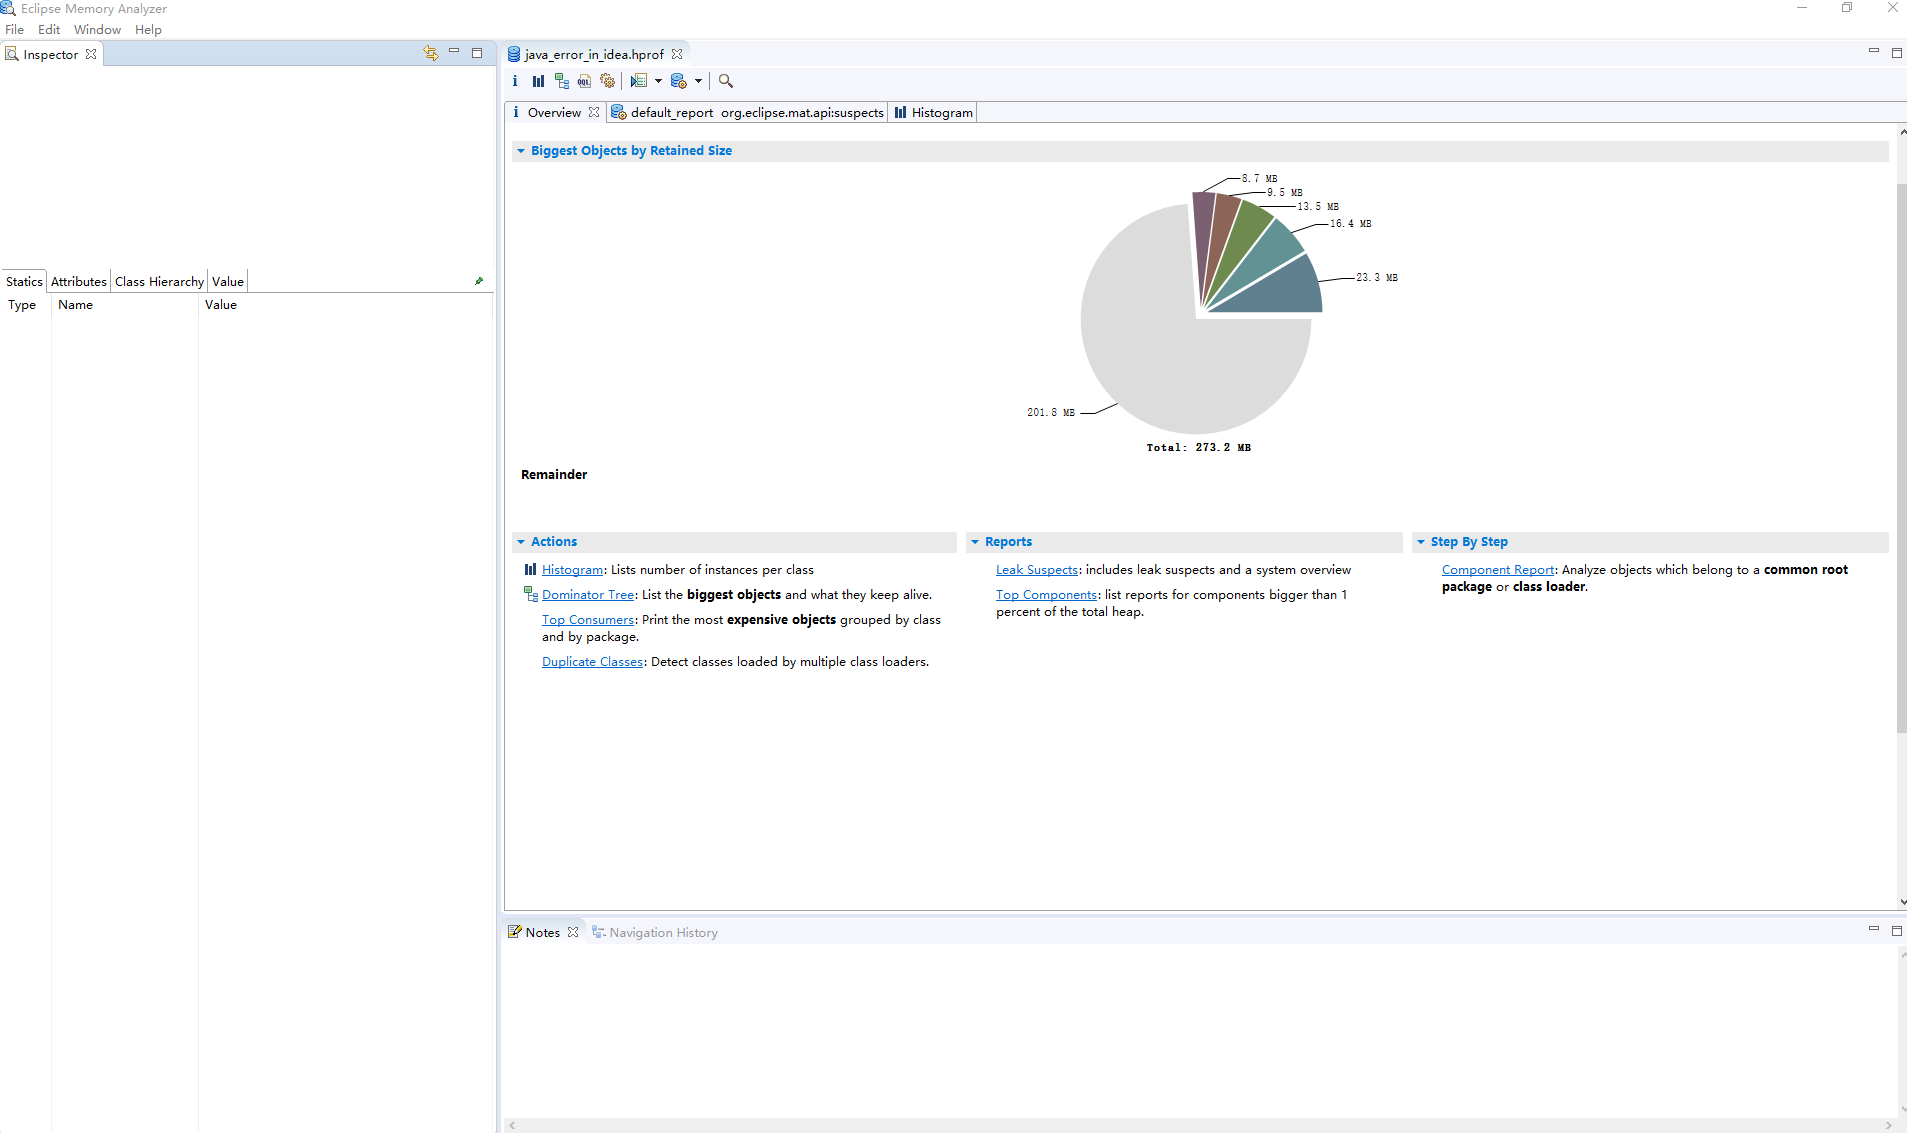 Eclipse Memory Analyzer
File Edit Window Help
Inspector
Statics Attributes Class Hierarchy Value
Type Name Value
java_error_in_idea.hprof
i OQL
i Overview default_report org.eclipse.mat.api:suspects Histogram
Biggest Objects by Retained Size
8.7 MB
9.5 MB
13.5 MB
16.4 MB
23.3 MB
201.8 MB
Total: 273.2 MB
Remainder
Actions
Histogram: Lists number of instances per class
Dominator Tree: List the biggest objects and what they keep alive.
Top Consumers: Print the most expensive objects grouped by class
and by package.
Duplicate Classes: Detect classes loaded by multiple class loaders.
Reports
Leak Suspects: includes leak suspects and a system overview
Top Components: list reports for components bigger than 1
percent of the total heap.
Step By Step
Component Report: Analyze objects which belong to a common root
package or class loader.
Notes Navigation History